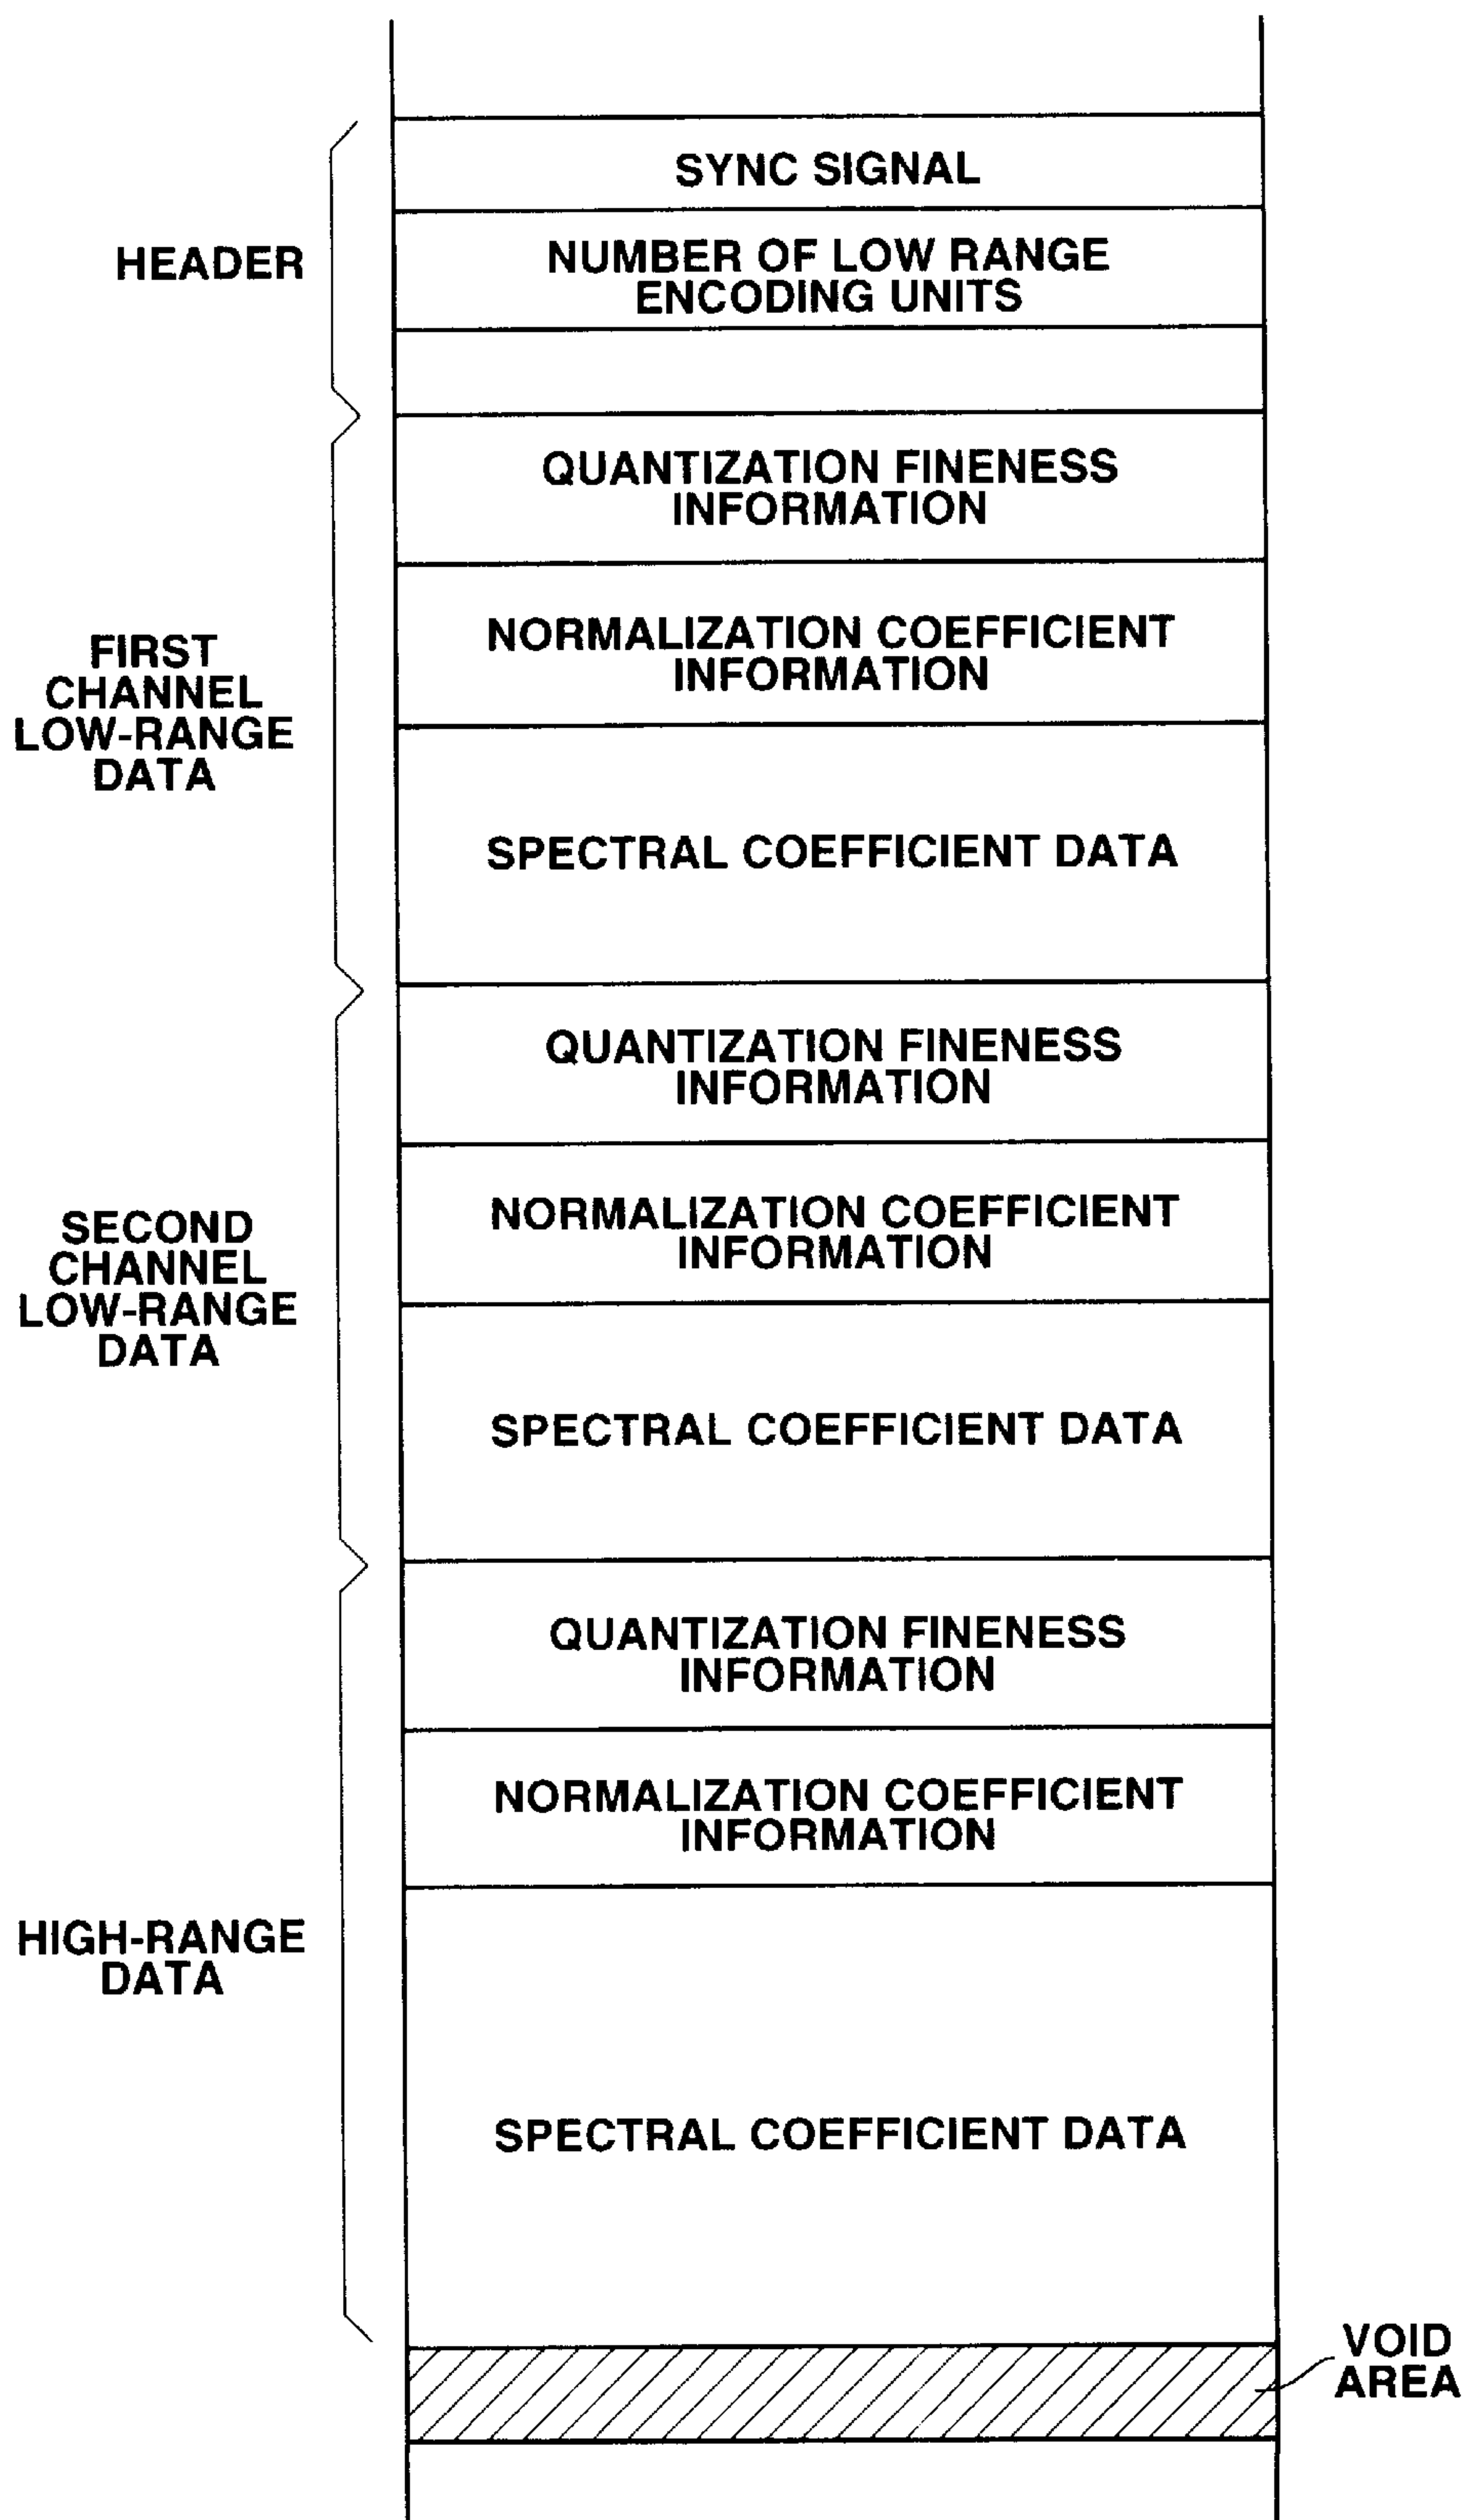 SYNC SIGNAL
HEADER
NUMBER OF LOW RANGE
ENCODING UNITS
QUANTIZATION FINENESS
INFORMATION
FIRST
CHANNEL
LOW-RANGE
DATA
NORMALIZATION COEFFICIENT
INFORMATION
SPECTRAL COEFFICIENT DATA
QUANTIZATION FINENESS
INFORMATION
SECOND
CHANNEL
LOW-RANGE
DATA
NORMALIZATION COEFFICIENT
INFORMATION
SPECTRAL COEFFICIENT DATA
QUANTIZATION FINENESS
INFORMATION
NORMALIZATION COEFFICIENT
INFORMATION
HIGH-RANGE
DATA
SPECTRAL COEFFICIENT DATA
VOID
AREA